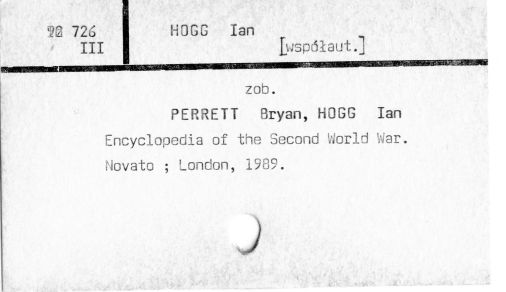 90 726 HOGG Ian
III [współaut.]
zob.
PERRETT Bryan, HOGG Ian
Encyclopedia of the Second World War.
Novato ; London, 1989.